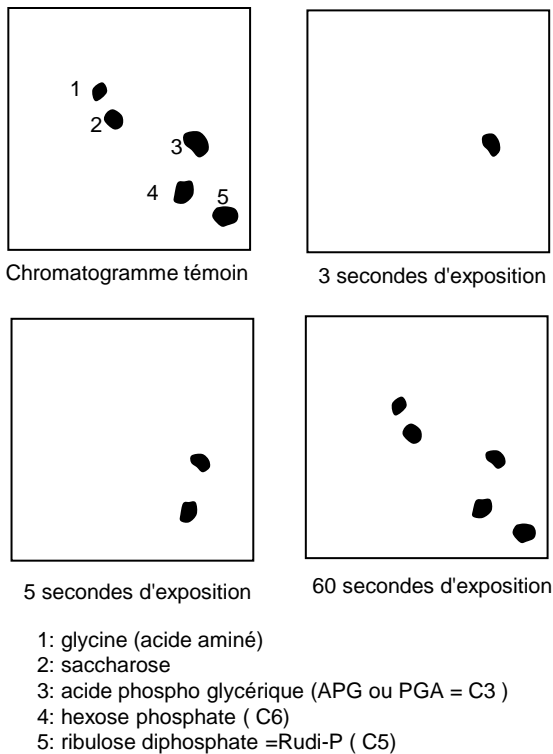 1
2
3
4
5
Chromatogramme témoin
3 secondes d'exposition
5 secondes d'exposition
60 secondes d'exposition
1: glycine (acide aminé)
2: saccharose
3: acide phospho glycérique (APG ou PGA = C3 )
4: hexose phosphate ( C6)
5: ribulose diphosphate =Rudi-P ( C5)